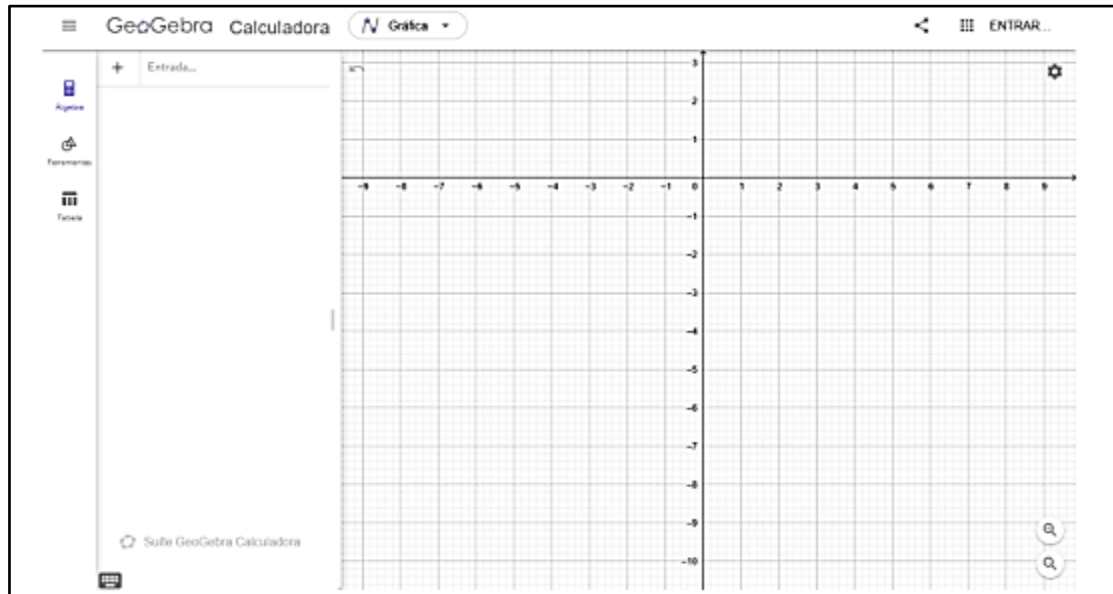 GeoGebra Calculadora Gráfica ENTRAR...
Entrada...
Álgebra
Ferramentas
Tabela
3
2
1
-9 -8 -7 -6 -5 -4 -3 -2 -1 0 1 2 3 4 5 6 7 8 9
-1
-2
-3
-4
-5
-6
-7
-8
-9
-10
Suite GeoGebra Calculadora